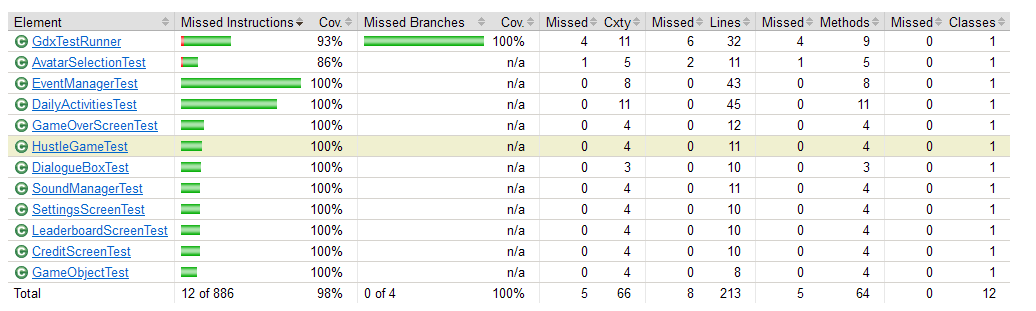 Element Missed Instructions Cov. Missed Branches Cov. Missed Cxty Missed Lines Missed Methods Missed Classes
GdxTestRunner 93% 100% 4 11 6 32 4 9 0 1
AvatarSelectionTest 86% n/a 1 5 2 11 1 5 0 1
EventManagerTest 100% n/a 0 8 0 43 0 8 0 1
DailyActivitiesTest 100% n/a 0 11 0 45 0 11 0 1
GameOverScreenTest 100% n/a 0 4 0 12 0 4 0 1
HustleGameTest 100% n/a 0 4 0 11 0 4 0 1
DialogueBoxTest 100% n/a 0 3 0 10 0 3 0 1
SoundManagerTest 100% n/a 0 4 0 11 0 4 0 1
SettingsScreenTest 100% n/a 0 4 0 10 0 4 0 1
LeaderboardScreenTest 100% n/a 0 4 0 10 0 4 0 1
CreditScreenTest 100% n/a 0 4 0 10 0 4 0 1
GameObjectTest 100% n/a 0 4 0 8 0 4 0 1
Total 12 of 886 98% 0 of 4 100% 5 66 8 213 5 64 0 12